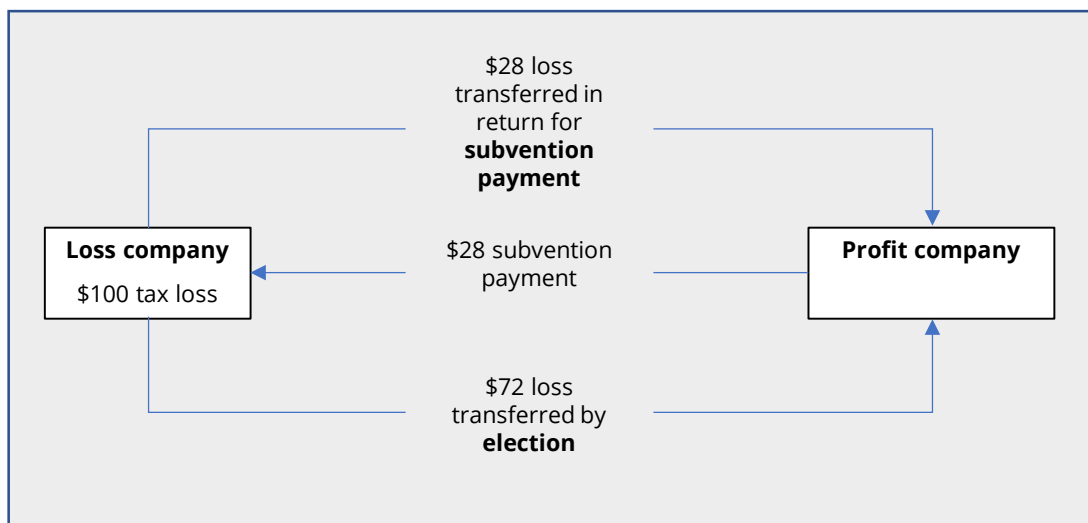 $28 loss
transferred in
return for
subvention
payment
Loss company
$100 tax loss
$28 subvention
payment
Profit company
$72 loss
transferred by
election